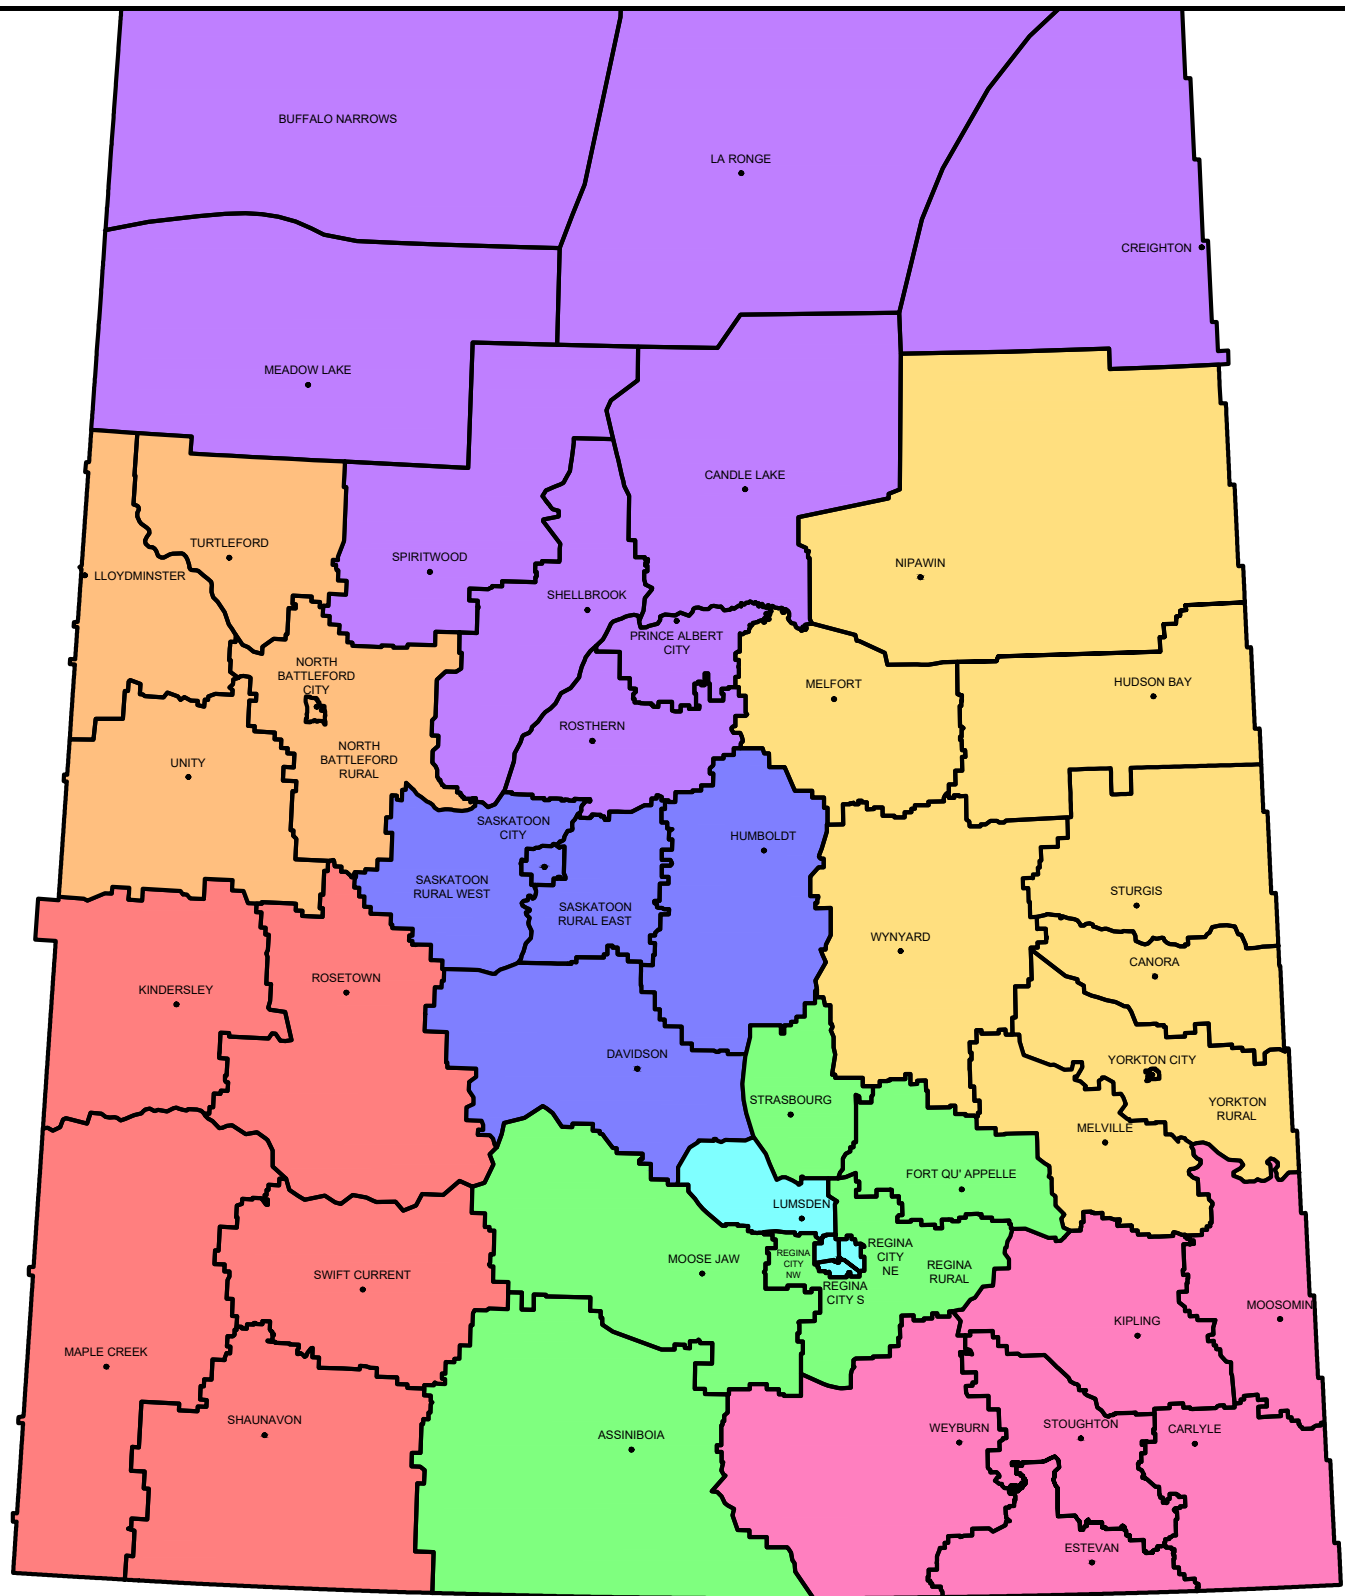 BUFFALO NARROWS
LA RONGE
CREIGHTON
MEADOW LAKE
CANDLE LAKE
TURTLEFORD
SPIRITWOOD
NIPAWIN
LLOYDMINSTER
SHELLBROOK
PRINCE ALBERT
CITY
NORTH
BATTLEFORD
CITY
MELFORT
HUDSON BAY
ROSTHERN
UNITY
NORTH
BATTLEFORD
RURAL
SASKATOON
CITY
HUMBOLDT
SASKATOON
RURAL WEST
SASKATOON
RURAL EAST
STURGIS
WYNYARD
CANORA
KINDERSLEY
ROSETOWN
DAVIDSON
YORKTON CITY
STRASBOURG
YORKTON
RURAL
MELVILLE
FORT QU' APPELLE
LUMSDEN
MOOSE JAW
REGINA
CITY
NW
REGINA
CITY
NE
REGINA
RURAL
REGINA
CITY S
SWIFT CURRENT
MOOSOMIN
KIPLING
MAPLE CREEK
SHAUNAVON
ASSINIBOIA
WEYBURN
STOUGHTON
CARLYLE
ESTEVAN